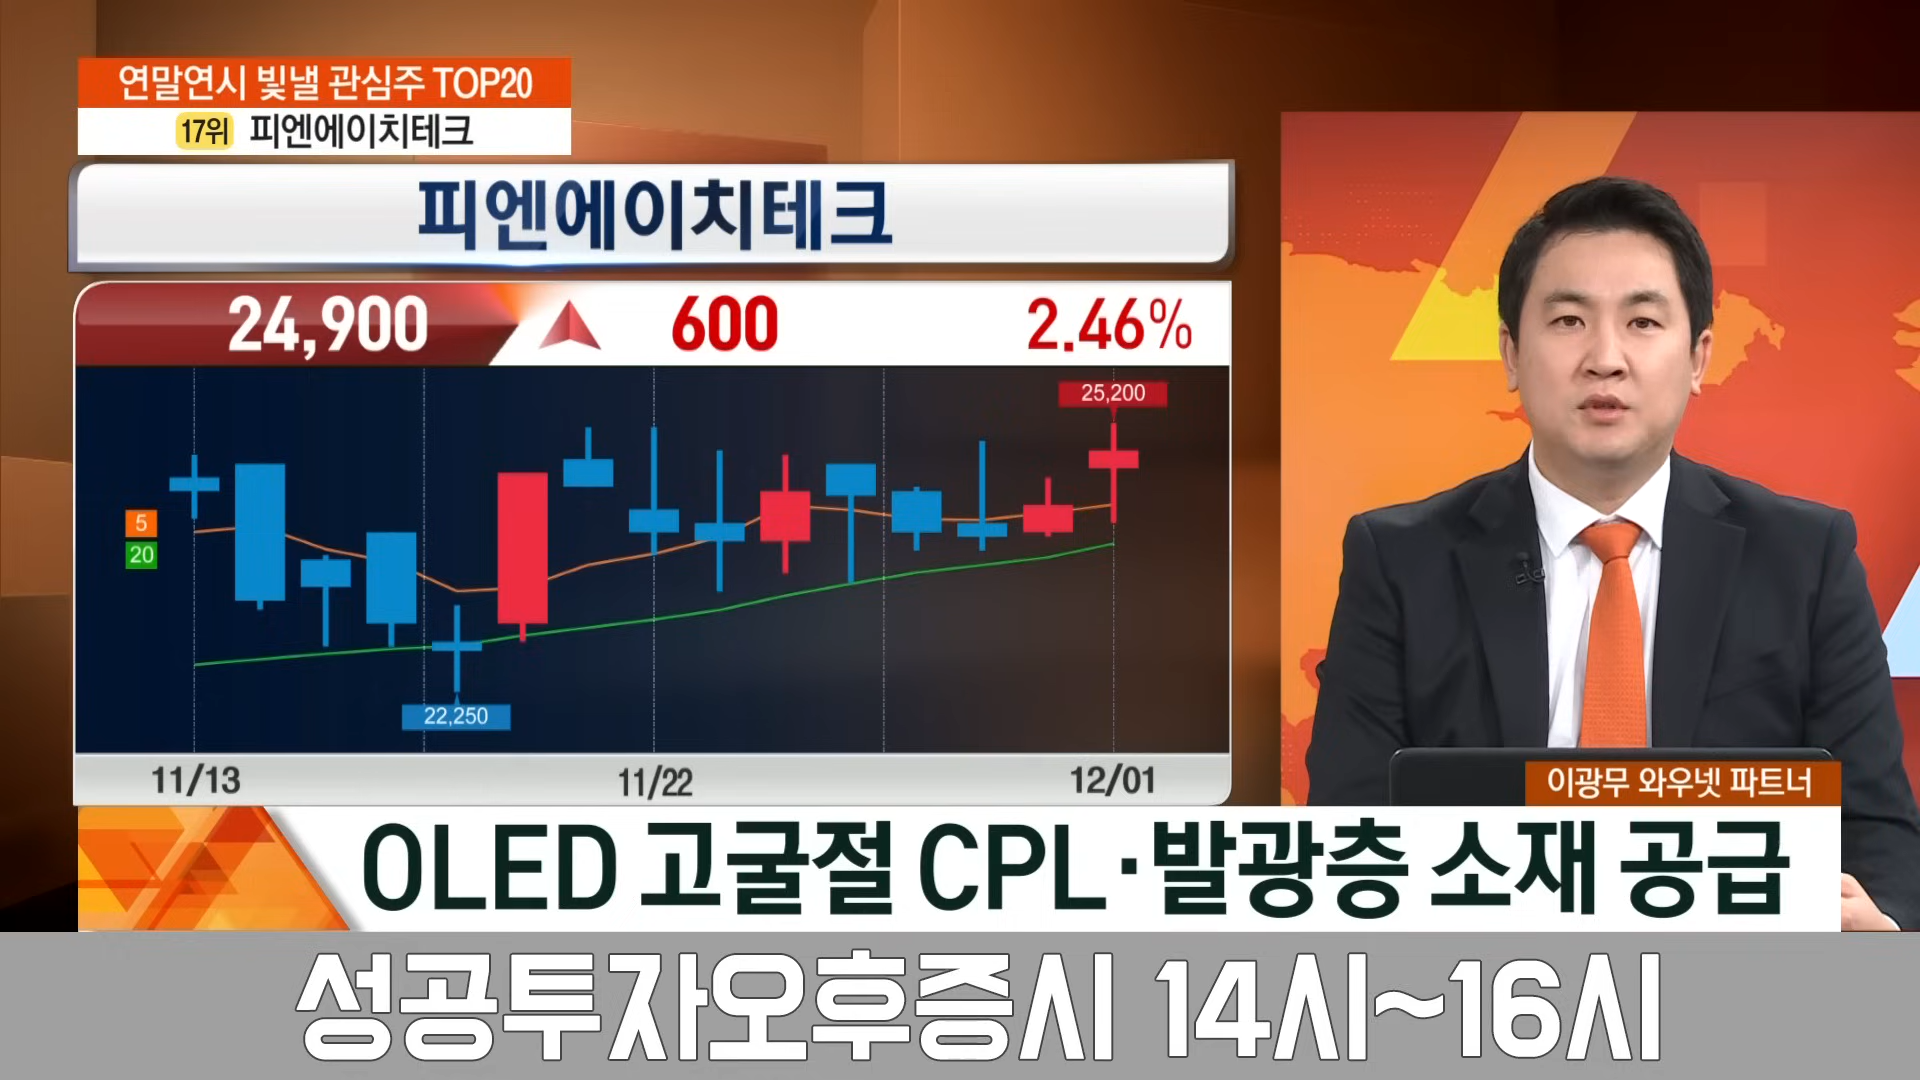 연말연시 빛낼 관심주 TOP20
17위 피엔에이치테크
피엔에이치테크
24,900 600 2.46%
25,200
5
20
22,250
11/13 11/22 12/01
이광무 와우넷 파트너
OLED 고굴절 CPL·발광층 소재 공급
성공투자오후증시 14시~16시